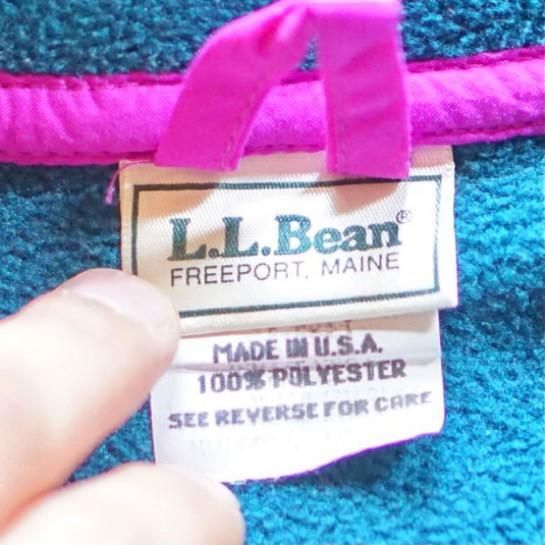 L.L.Bean®
FREEPORT, MAINE
MADE IN U.S.A.
100% POLYESTER
SEE REVERSE FOR CARE